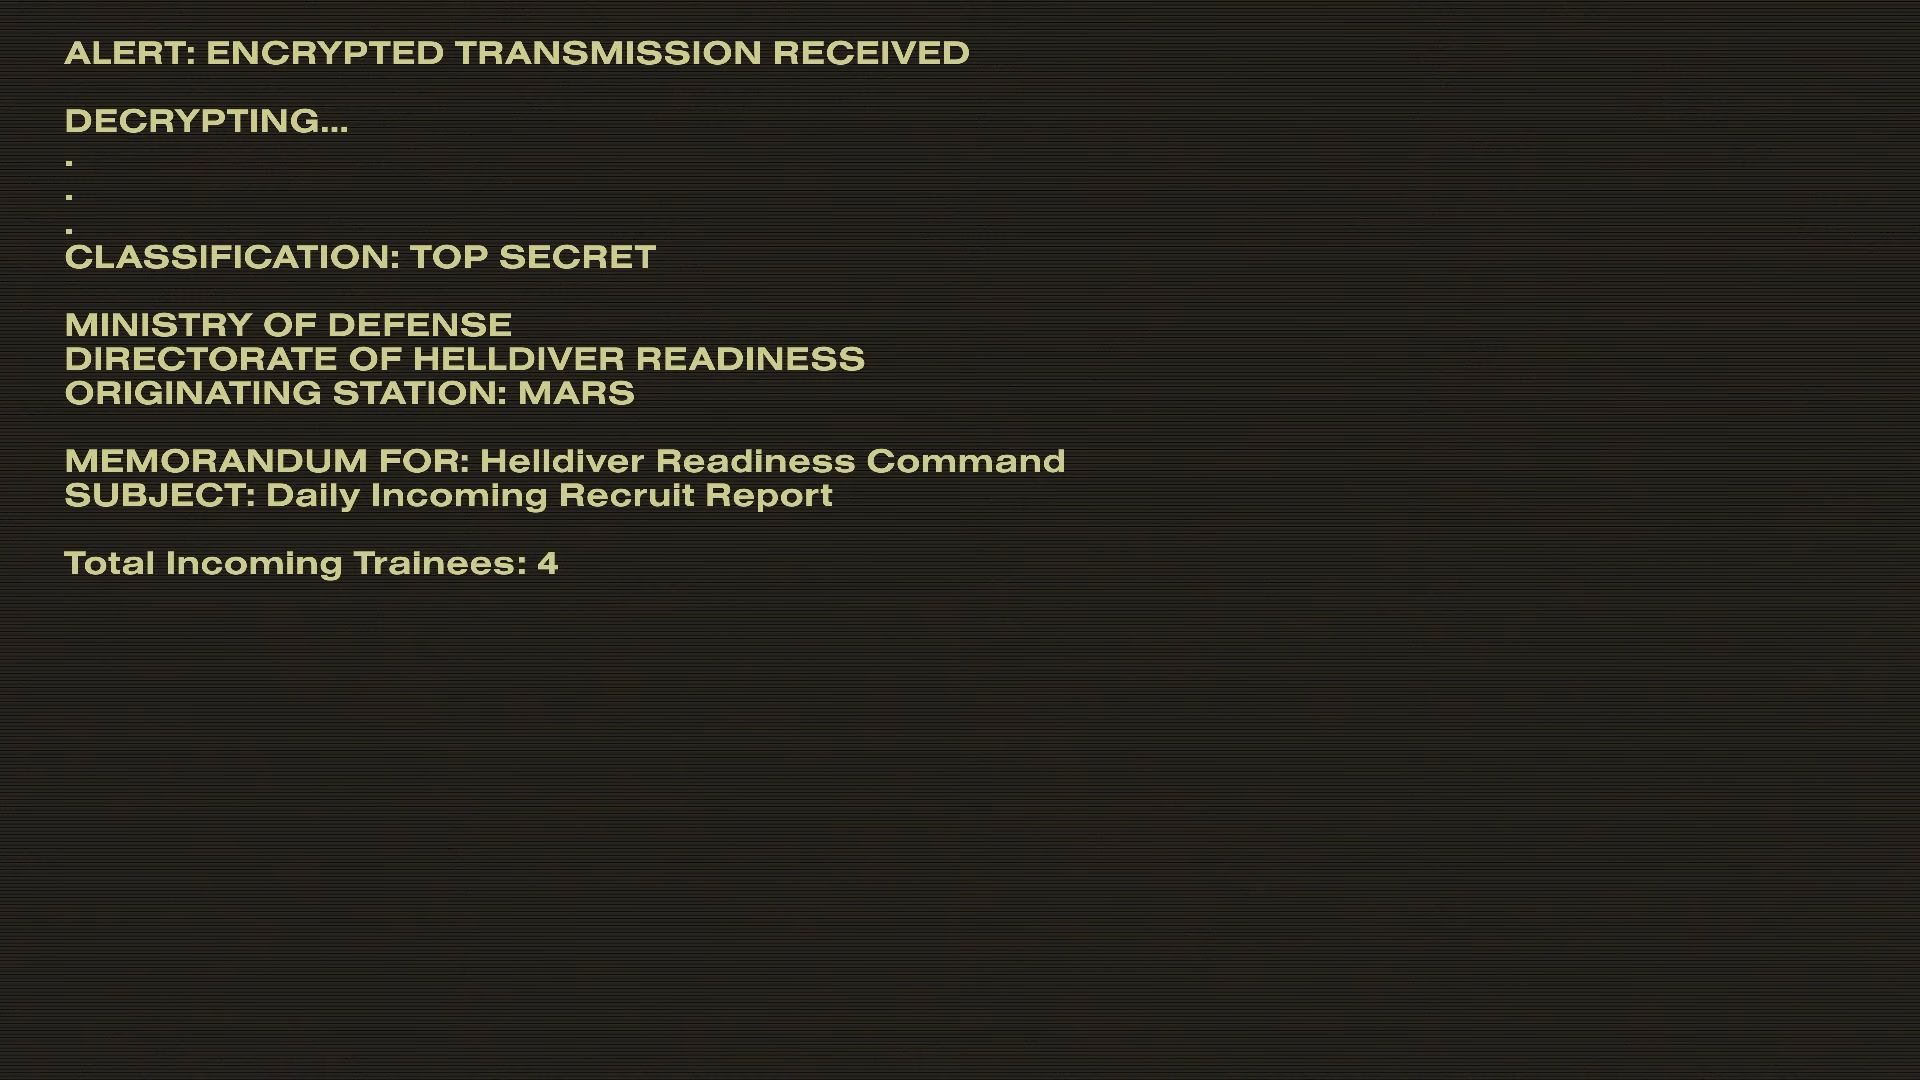 ALERT: ENCRYPTED TRANSMISSION RECEIVED
DECRYPTING...
.
.
.
CLASSIFICATION: TOP SECRET
MINISTRY OF DEFENSE
DIRECTORATE OF HELLDIVER READINESS
ORIGINATING STATION: MARS
MEMORANDUM FOR: Helldiver Readiness Command
SUBJECT: Daily Incoming Recruit Report
Total Incoming Trainees: 4